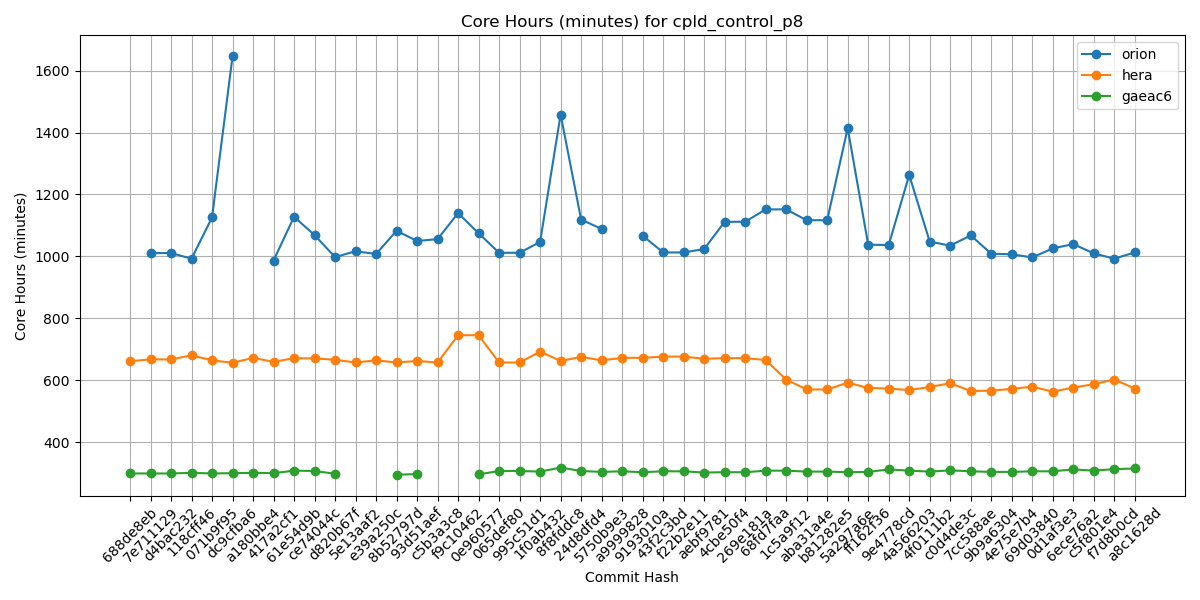 Core Hours (minutes) for cpld_control_p8
orion
hera
gaeac6
Core Hours (minutes)
1600
1400
1200
1000
800
600
400
688de8eb
7e711129
d4bac232
118cff46
071b9f95
dc9cfba6
a180bbe4
417a2cf1
61e54d9b
ce74044c
d820b67f
5e13aaf2
e39a250c
8b52797d
93d51aef
c5b3a3c8
f9c10462
0e960577
065def80
995c51d1
1f0ab432
8f8fddc8
24d8dfd4
5750b9e3
a9999828
9193010a
43f2c3bd
f22b2e11
aebf9781
4cbe50f4
269e181a
68fd7faa
1c5a9f12
aba31a4e
b81282e5
5a297a6e
ff162f36
9e4778cd
4a566203
4f0111b2
c0d4de3c
7cc588ae
9b9a6304
4e75e7b4
69d03840
0d1af3e3
6ece76a2
c5f801e4
f7d8b0cd
a8c1628d
Commit Hash